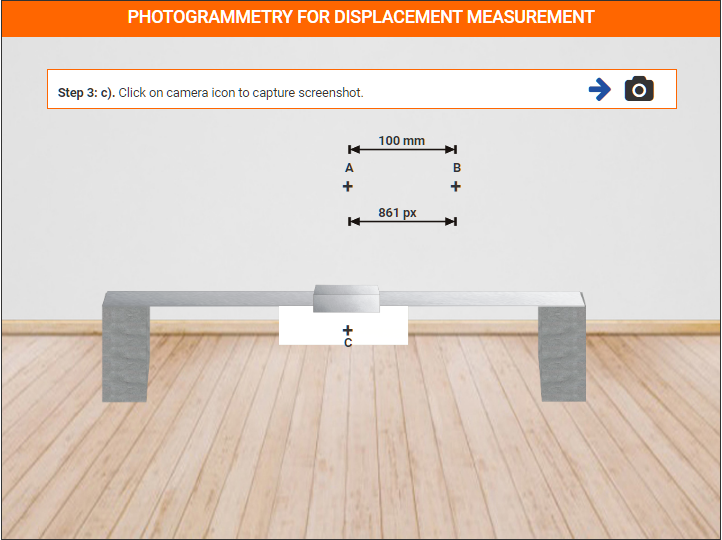 PHOTOGRAMMETRY FOR DISPLACEMENT MEASUREMENT
Step 3: c). Click on camera icon to capture screenshot.
100 mm
A B
861 px
C